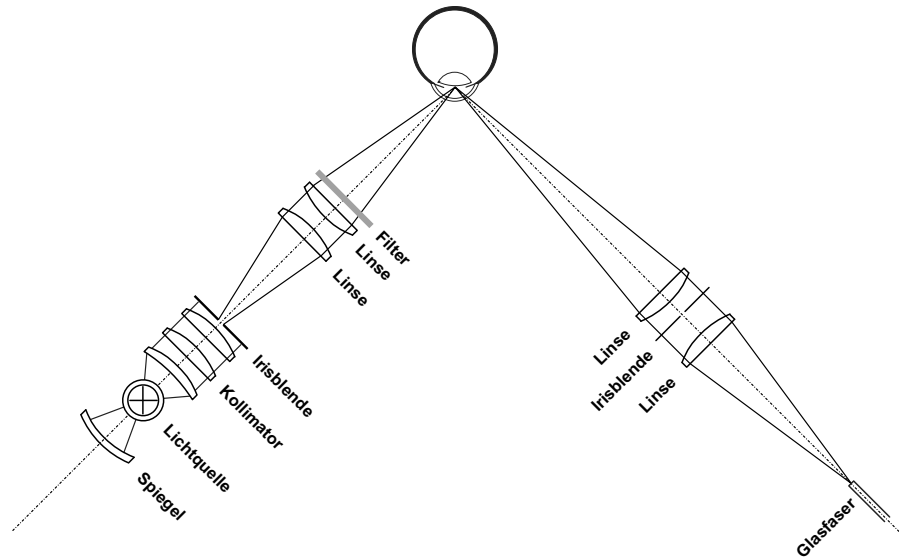 Filter
Linse
Linse
Irisblende
Kollimator
Lichtquelle
Spiegel
Linse
Irisblende
Linse
Glasfaser